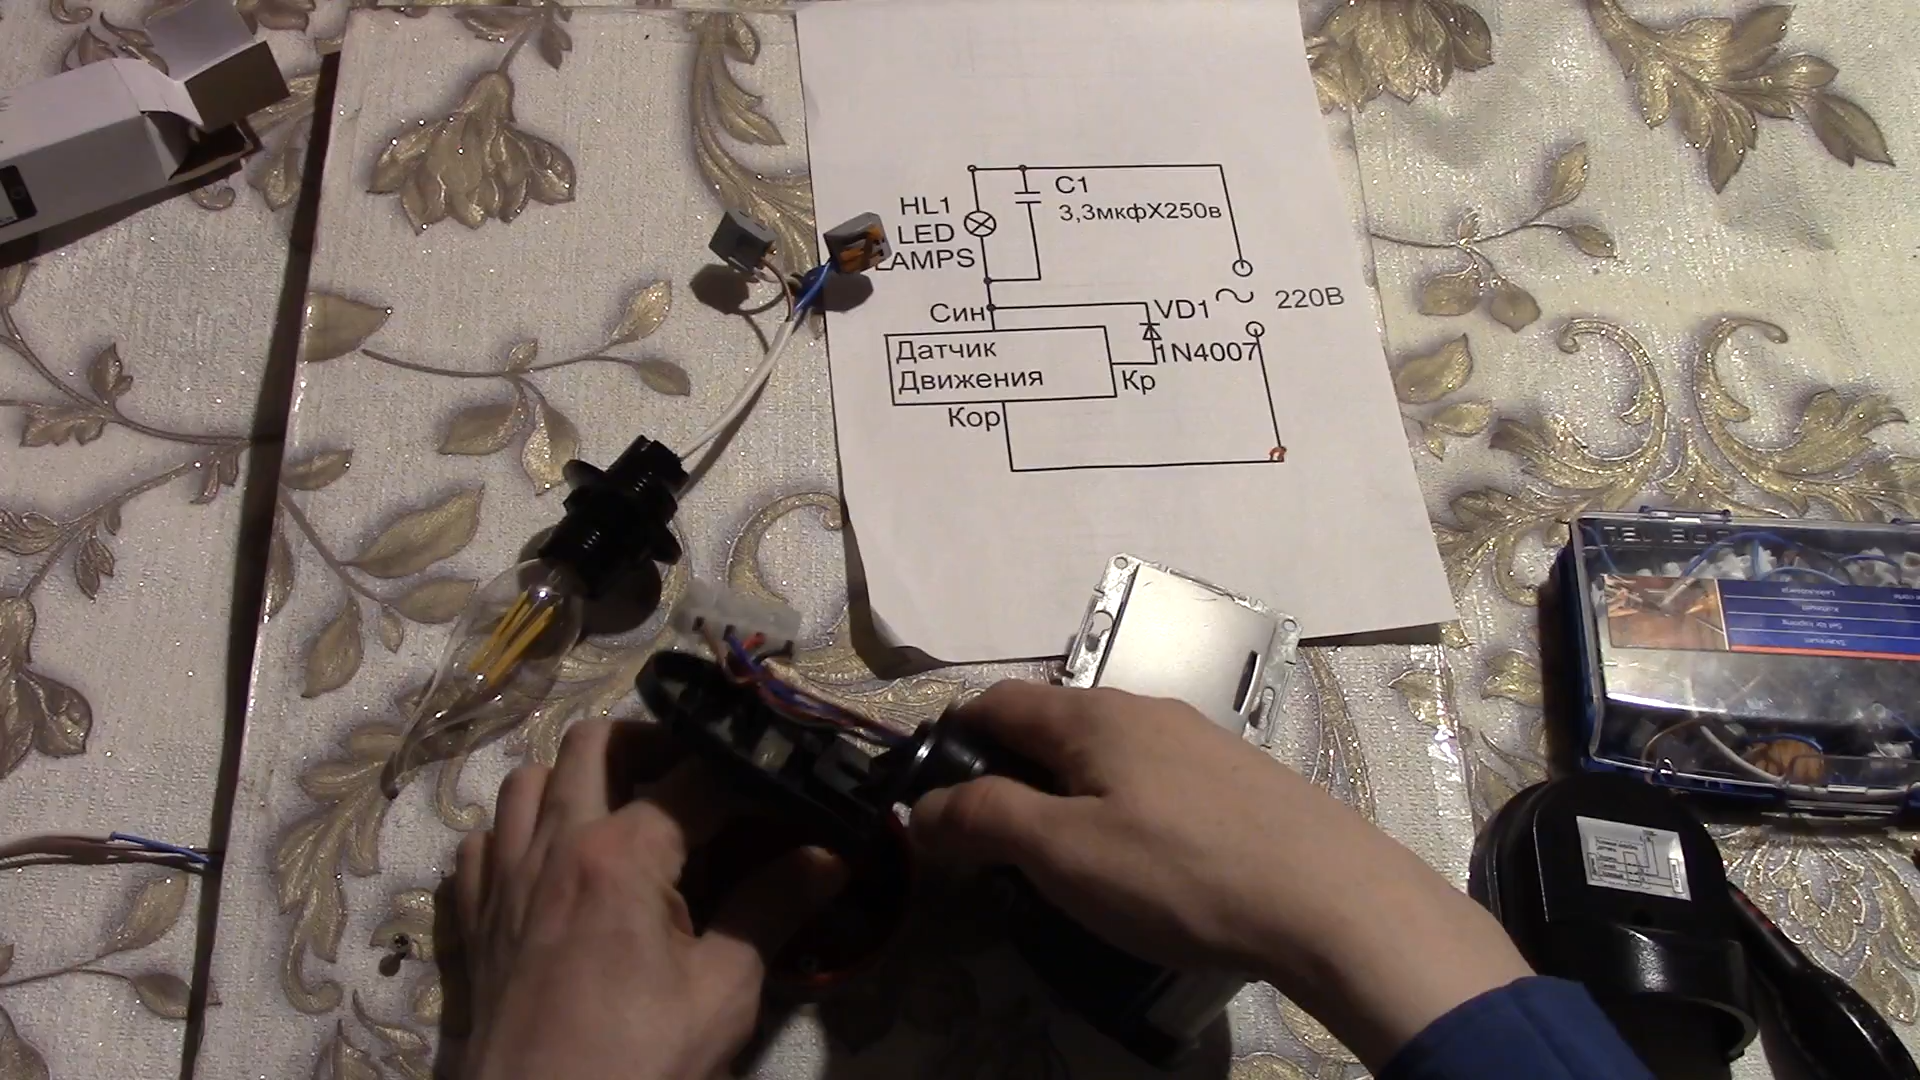 HL1
LED
LAMPS
C1
3,3мкфХ250в
Син
VD1
1N4007
220В
Датчик
Движения
Кр
Кор